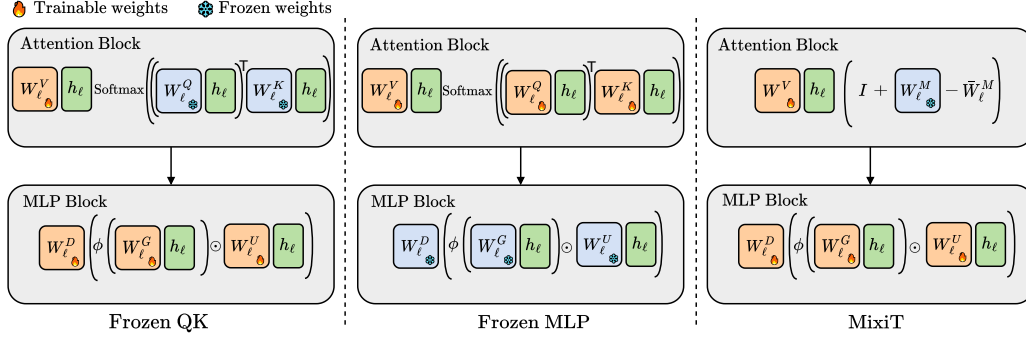 Trainable weights Frozen weights
Attention Block
W_ℓ^V h_ℓ Softmax((W_ℓ^Q h_ℓ)^⊤ W_ℓ^K h_ℓ)
MLP Block
W_ℓ^D (ϕ(W_ℓ^G h_ℓ) ⊙ W_ℓ^U h_ℓ)
Frozen QK
Attention Block
W_ℓ^V h_ℓ Softmax((W_ℓ^Q h_ℓ)^⊤ W_ℓ^K h_ℓ)
MLP Block
W_ℓ^D (ϕ(W_ℓ^G h_ℓ) ⊙ W_ℓ^U h_ℓ)
Frozen MLP
Attention Block
W^V h_ℓ (I + W_ℓ^M − W̄_ℓ^M)
MLP Block
W_ℓ^D (ϕ(W_ℓ^G h_ℓ) ⊙ W_ℓ^U h_ℓ)
MixiT